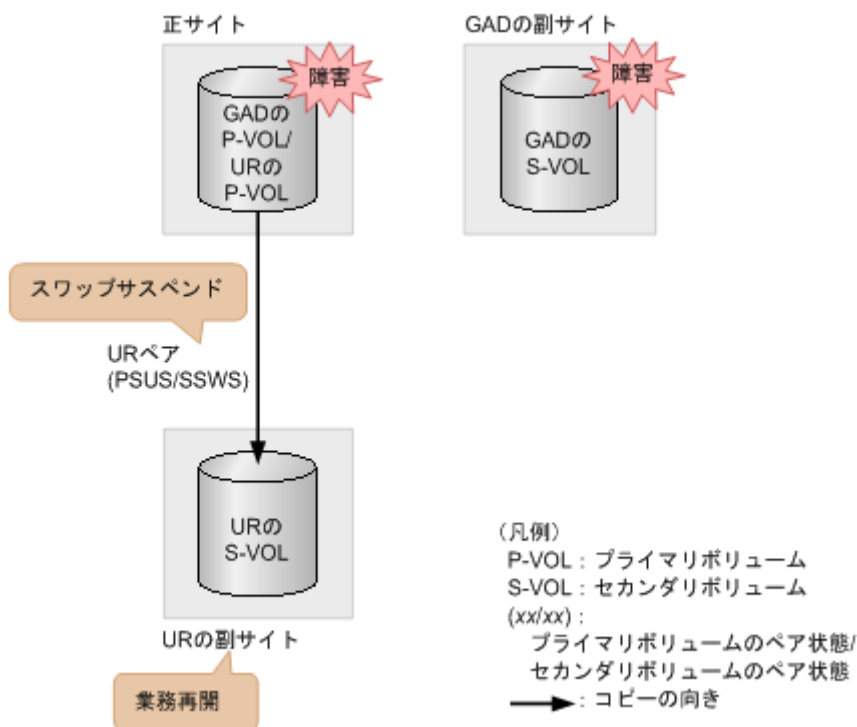 正サイト
GADの副サイト
障害
障害
GADの
P-VOL/
URの
P-VOL
GADの
S-VOL
スワップサスペンド
URペア
(PSUS/SSWS)
URの
S-VOL
URの副サイト
業務再開
（凡例）
P-VOL：プライマリボリューム
S-VOL：セカンダリボリューム
(xx/xx)：
プライマリボリュームのペア状態/
セカンダリボリュームのペア状態
：コピーの向き